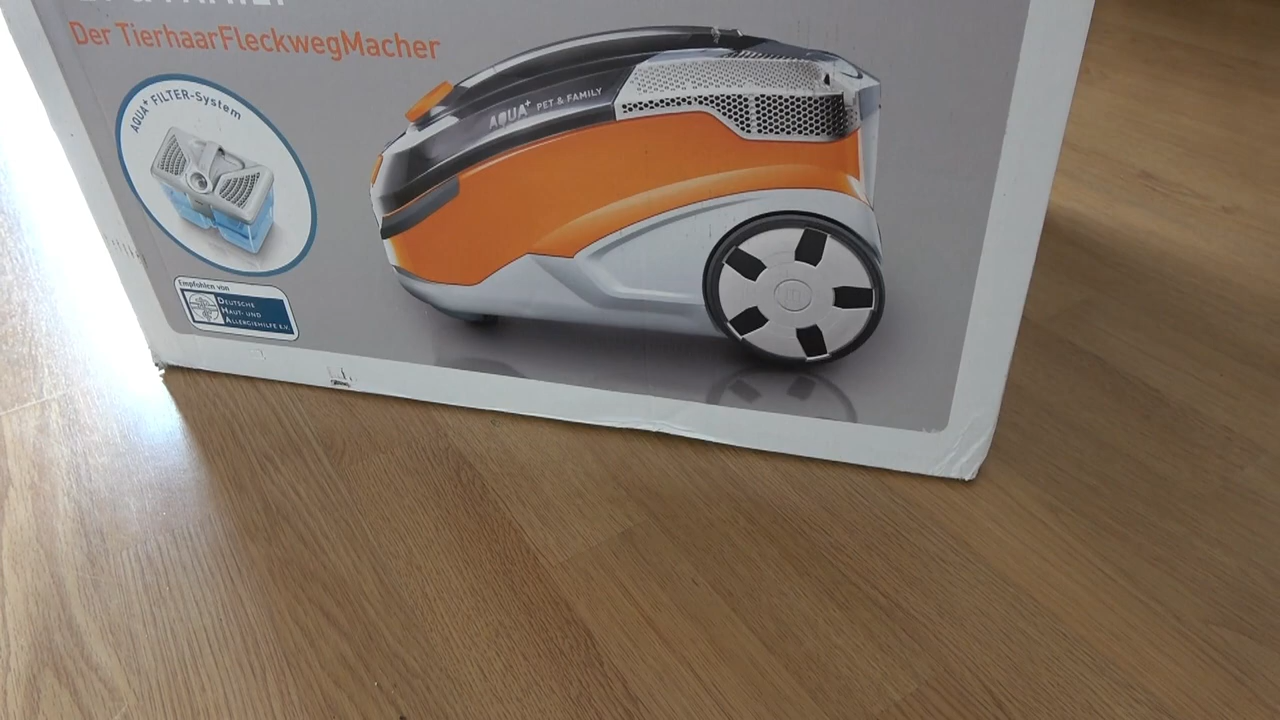 Der TierhaarFleckwegMacher
AQUA+ FILTER-System
AQUA+ PET & FAMILY
Empfohlen von
DEUTSCHE
HAUT- UND
ALLERGIEHILFE E.V.